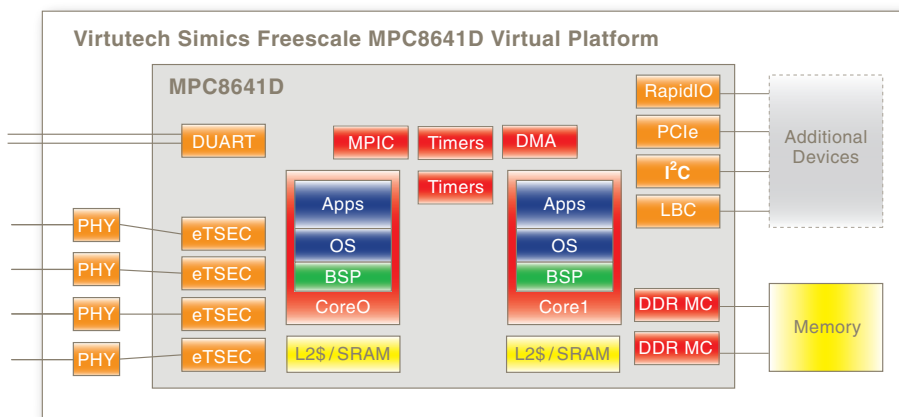 Virtutech Simics Freescale MPC8641D Virtual Platform
MPC8641D
DUART
MPIC
Timers
DMA
Timers
RapidIO
PCIe
I²C
LBC
Additional
Devices
PHY
PHY
PHY
PHY
eTSEC
eTSEC
eTSEC
eTSEC
Apps
OS
BSP
CoreO
L2$/SRAM
Apps
OS
BSP
Core1
L2$/SRAM
DDR MC
DDR MC
Memory